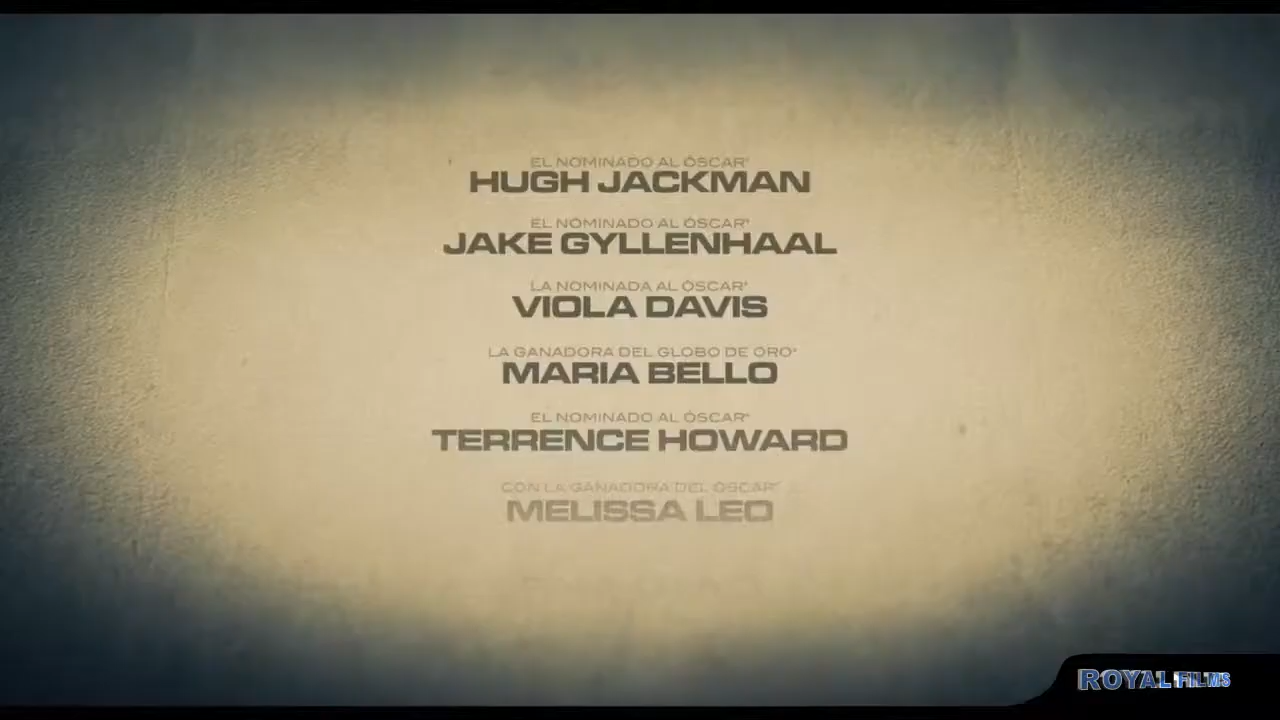 EL NOMINADO AL ÓSCAR®
HUGH JACKMAN
EL NOMINADO AL ÓSCAR®
JAKE GYLLENHAAL
LA NOMINADA AL ÓSCAR®
VIOLA DAVIS
LA GANADORA DEL GLOBO DE ORO®
MARIA BELLO
EL NOMINADO AL ÓSCAR®
TERRENCE HOWARD
CON LA GANADORA DEL ÓSCAR®
MELISSA LEO
ROYAL FILMS